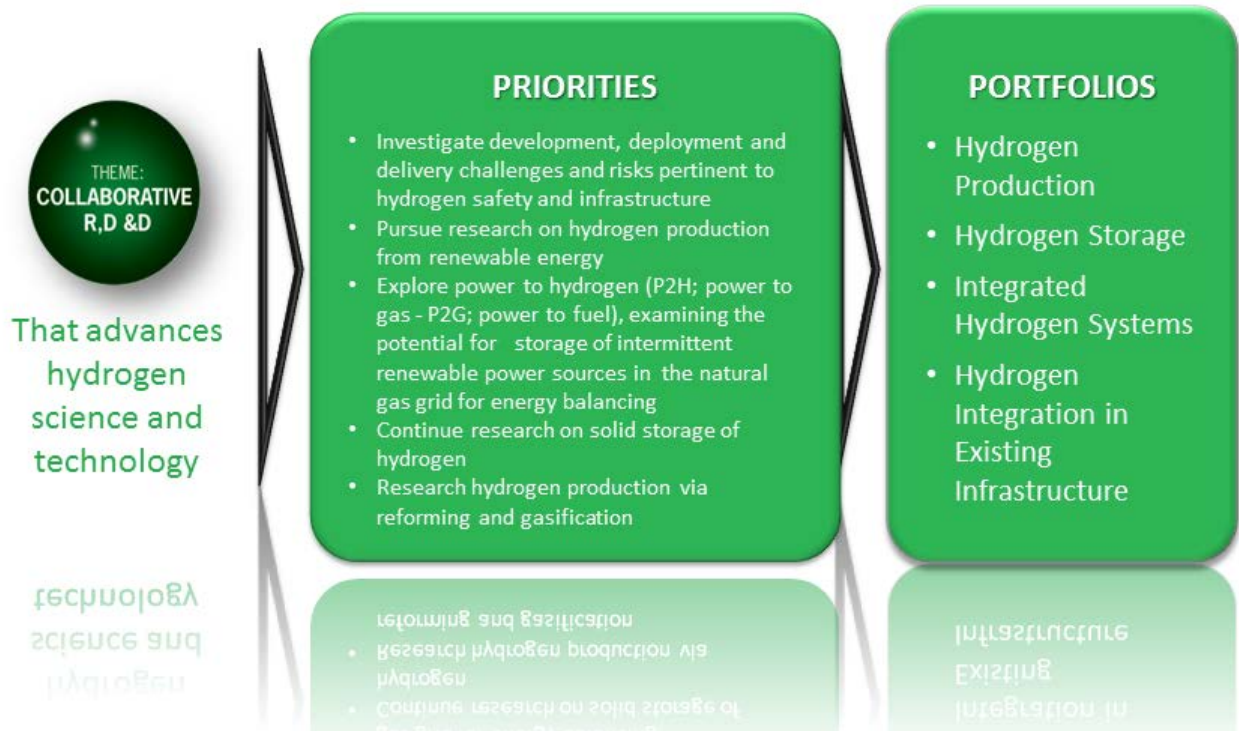 THEME:
COLLABORATIVE
R,D &D
That advances
hydrogen
science and
technology
PRIORITIES
• Investigate development, deployment and
delivery challenges and risks pertinent to
hydrogen safety and infrastructure
• Pursue research on hydrogen production
from renewable energy
• Explore power to hydrogen (P2H; power to
gas - P2G; power to fuel), examining the
potential for storage of intermittent
renewable power sources in the natural
gas grid for energy balancing
• Continue research on solid storage of
hydrogen
• Research hydrogen production via
reforming and gasification
PORTFOLIOS
• Hydrogen
Production
• Hydrogen Storage
• Integrated
Hydrogen Systems
• Hydrogen
Integration in
Existing
Infrastructure